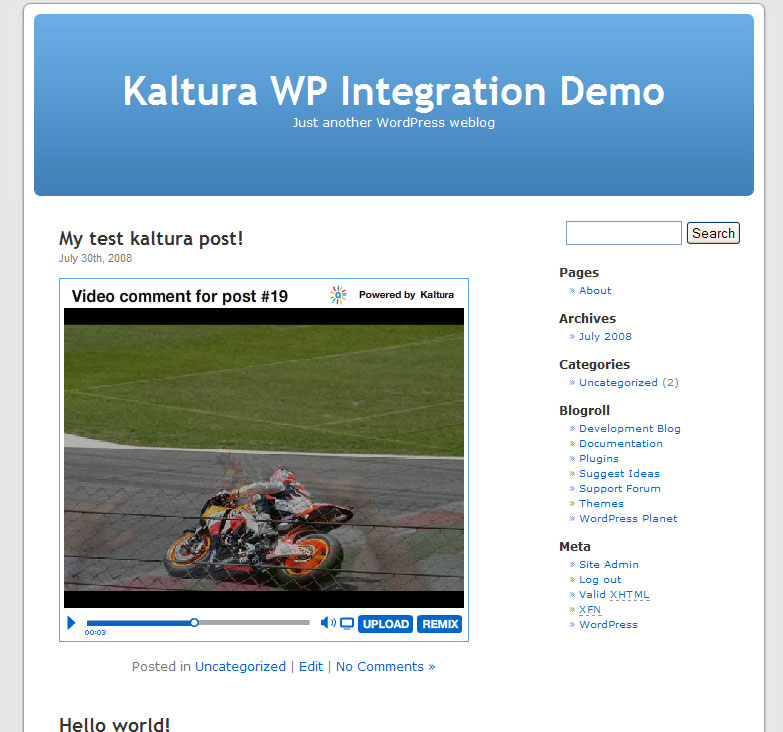 Kaltura WP Integration Demo
Just another WordPress weblog
My test kaltura post!
July 30th, 2008
Video comment for post #19
Powered by Kaltura
00:03
UPLOAD
REMIX
Posted in Uncategorized | Edit | No Comments »
Hello world!
Search
Pages
» About
Archives
» July 2008
Categories
» Uncategorized (2)
Blogroll
» Development Blog
» Documentation
» Plugins
» Suggest Ideas
» Support Forum
» Themes
» WordPress Planet
Meta
» Site Admin
» Log out
» Valid XHTML
» XFN
» WordPress